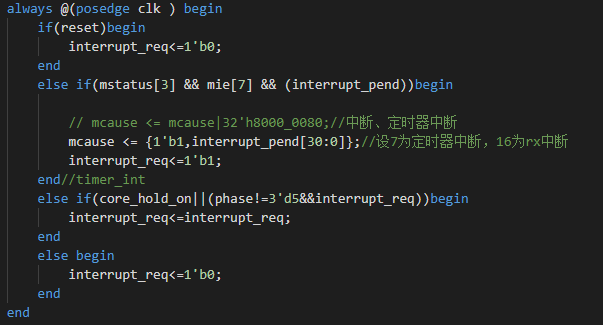 always @(posedge clk ) begin
    if(reset)begin
        interrupt_req<=1'b0;
    end
    else if(mstatus[3] && mie[7] && (interrupt_pend))begin

        // mcause <= mcause|32'h8000_0080;//中断、定时器中断
        mcause <= {1'b1,interrupt_pend[30:0]};//设7为定时器中断，16为rx中断
        interrupt_req<=1'b1;
    end//timer_int
    else if(core_hold_on||(phase!=3'd5&&interrupt_req))begin
        interrupt_req<=interrupt_req;
    end
    else begin
        interrupt_req<=1'b0;
    end
end